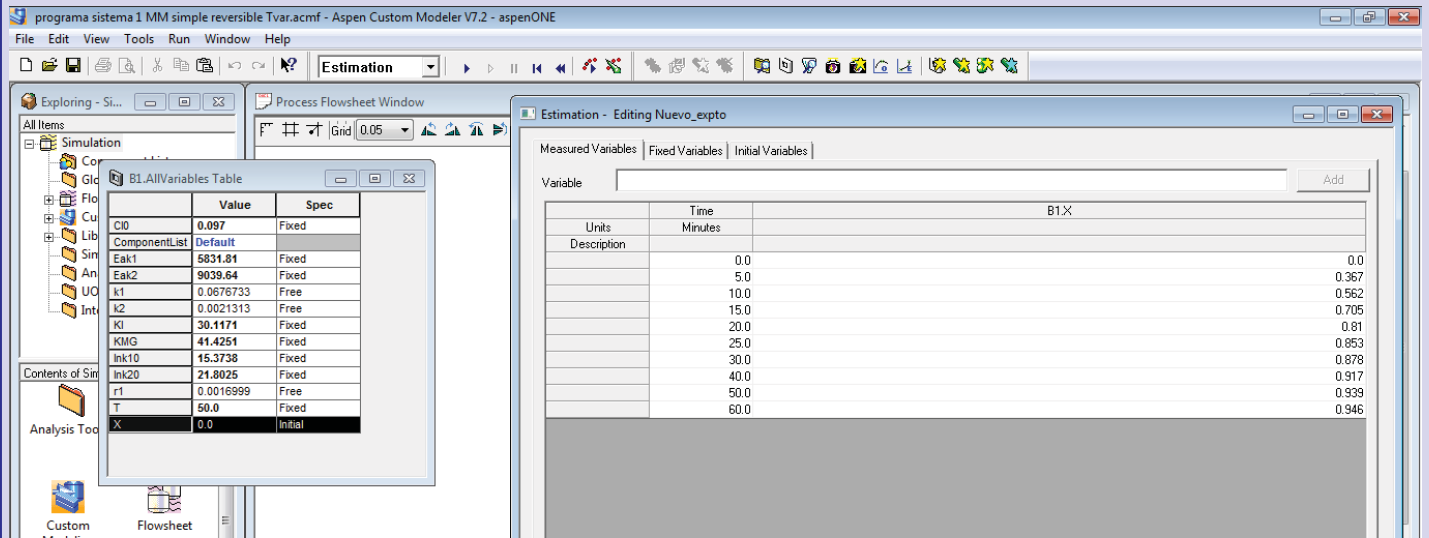 programa sistema 1 MM simple reversible Tvar.acmf - Aspen Custom Modeler V7.2 - aspenONE
File Edit View Tools Run Window Help
Estimation
Exploring - Si...
Process Flowsheet Window
Estimation - Editing Nuevo_expto
All Items
Grid 0.05
Simulation
Measured Variables Fixed Variables Initial Variables
Variable Add
B1.AllVariables Table
Value Spec
CI0 0.097 Fixed
ComponentList Default
Eak1 5831.81 Fixed
Eak2 9039.64 Fixed
k1 0.0676733 Free
k2 0.0021313 Free
KI 30.1171 Fixed
KMG 41.4251 Fixed
lnk10 15.3738 Fixed
lnk20 21.8025 Fixed
r1 0.0016999 Free
T 50.0 Fixed
X 0.0 Initial
Time B1.X
Units Minutes
Description
0.0 0.0
5.0 0.367
10.0 0.562
15.0 0.705
20.0 0.81
25.0 0.853
30.0 0.878
40.0 0.917
50.0 0.939
60.0 0.946
Contents of Sim
Analysis Too
Custom
Flowsheet